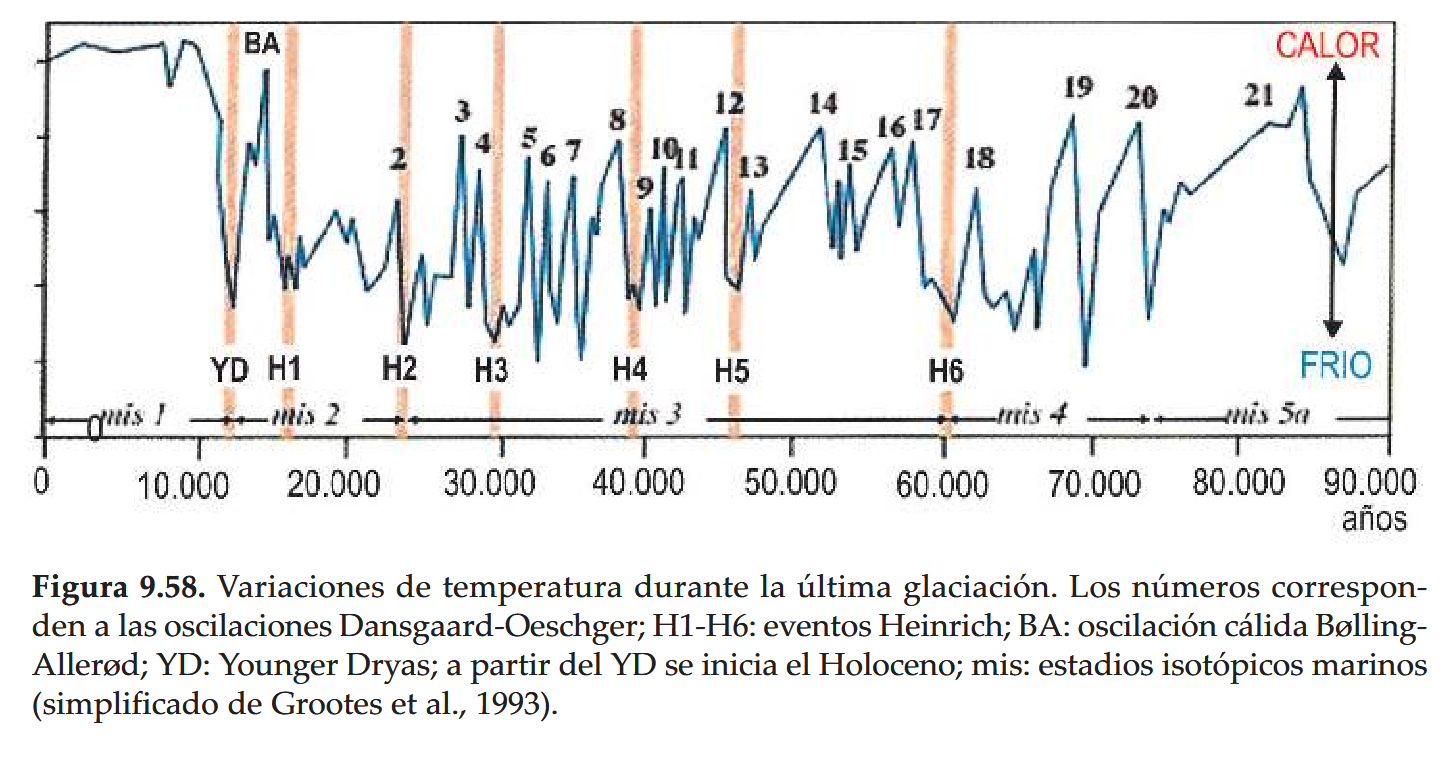 BA
CALOR
2
3
4
5
6
7
8
9
10
11
12
13
14
15
16
17
18
19
20
21
YD
H1
H2
H3
H4
H5
H6
FRIO
mis 1
mis 2
mis 3
mis 4
mis 5a
0
0
10.000
20.000
30.000
40.000
50.000
60.000
70.000
80.000
90.000
años
Figura 9.58. Variaciones de temperatura durante la última glaciación. Los números correspon-
den a las oscilaciones Dansgaard-Oeschger; H1-H6: eventos Heinrich; BA: oscilación cálida Bølling-
Allerød; YD: Younger Dryas; a partir del YD se inicia el Holoceno; mis: estadios isotópicos marinos
(simplificado de Grootes et al., 1993).